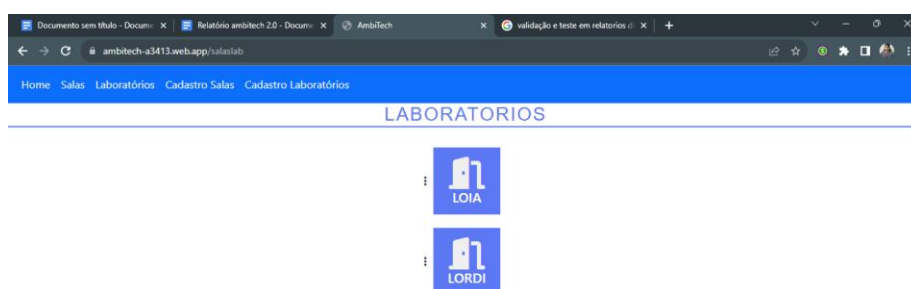 Documento sem título - Docume
Relatório ambitech 2.0 - Docume
AmbiTech
validação e teste em relatorios d
ambitech-a3413.web.app/salaslab
Home Salas Laboratórios Cadastro Salas Cadastro Laboratórios
LABORATORIOS
LOIA
LORDI